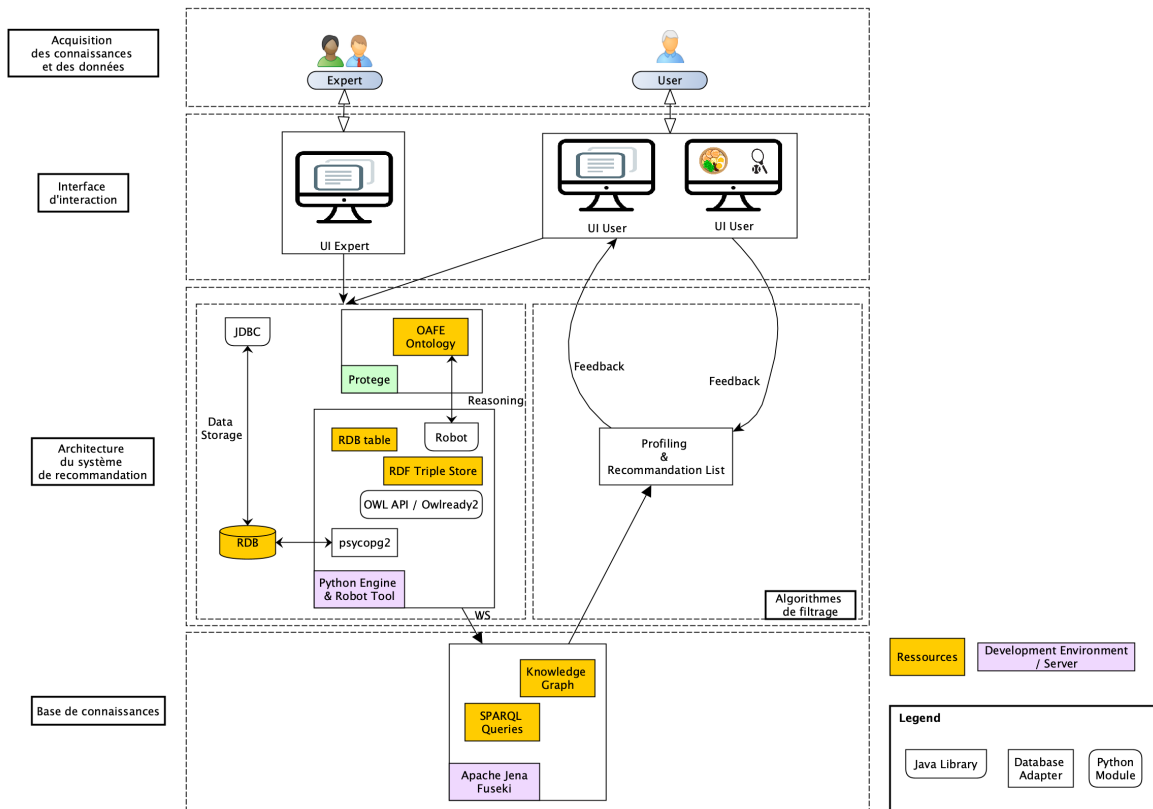 Acquisition
des connaissances
et des données
Expert
User
Interface
d'interaction
UI Expert
UI User
UI User
JDBC
OAFE
Ontology
Protege
Reasoning
Feedback
Feedback
Data
Storage
Architecture
du système
de recommandation
RDB table
Robot
RDF Triple Store
OWL API / Owlready2
Profiling
&
Recommandation List
RDB
psycopg2
Python Engine
& Robot Tool
WS
Algorithmes
de filtrage
Base de connaissances
Knowledge
Graph
SPARQL
Queries
Apache Jena
Fuseki
Ressources
Development Environment
/ Server
Legend
Java Library
Database
Adapter
Python
Module